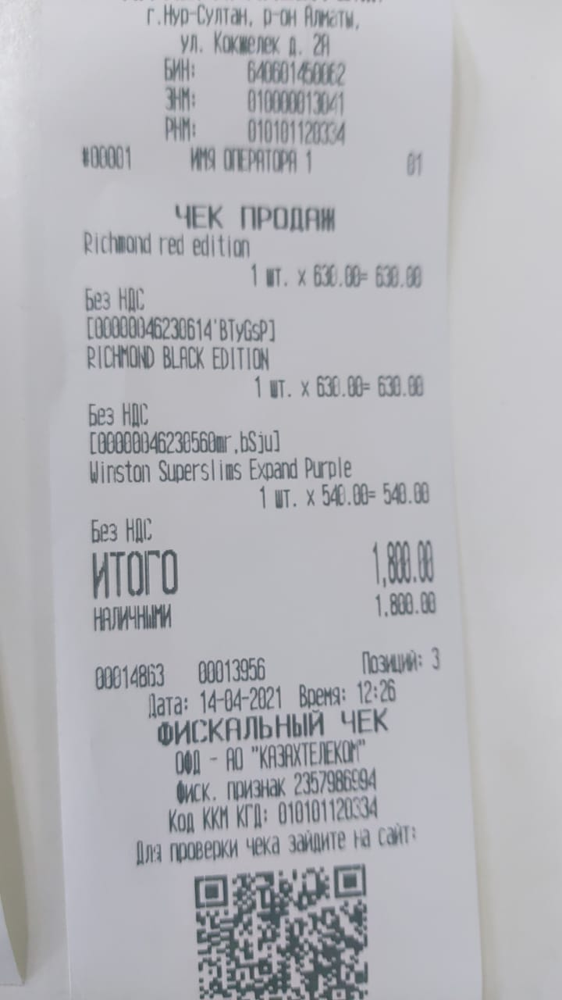 г.Нур-Султан, р-он Алматы,
ул. Кокжелек д. 2А
БИН: 640601450062
ЗНМ: 010000013041
РНМ: 010101120334
#00001 ИМЯ ОПЕРАТОРА 1 01
ЧЕК ПРОДАЖ
Richmond red edition
1 шт. x 630.00= 630.00
Без НДС
[00000046230614'BTyGsP]
RICHMOND BLACK EDITION
1 шт. x 630.00= 630.00
Без НДС
[00000046230560mr,bSju]
Winston Superslims Expand Purple
1 шт. x 540.00= 540.00
Без НДС
ИТОГО 1,800.00
НАЛИЧНЫМИ 1,800.00
00014863 00013956 Позиций: 3
Дата: 14-04-2021 Время: 12:26
ФИСКАЛЬНЫЙ ЧЕК
ОФД - АО "КАЗАХТЕЛЕКОМ"
Фиск. признак 2357986994
Код ККМ КГД: 010101120334
Для проверки чека зайдите на сайт: